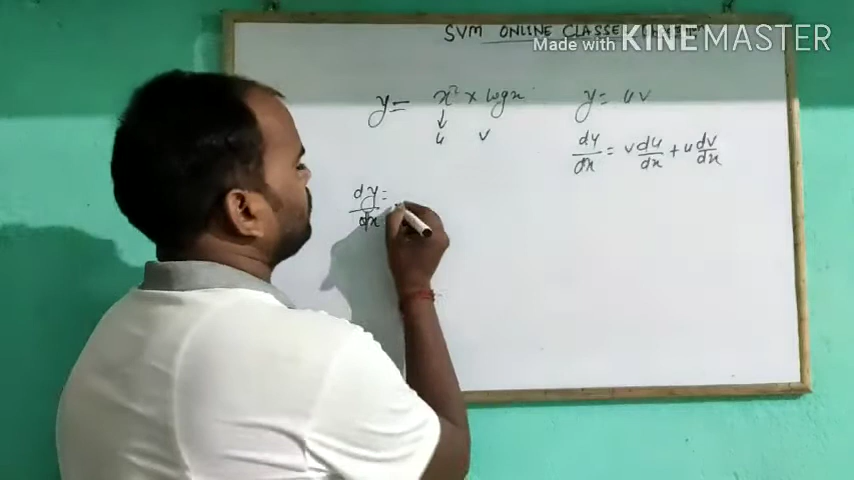 SVM ONLINE CLASSES
Made with KINEMASTER
y = x² × logx
u v
y = uv
dy/dx = v du/dx + u dv/dx
dy/dx =